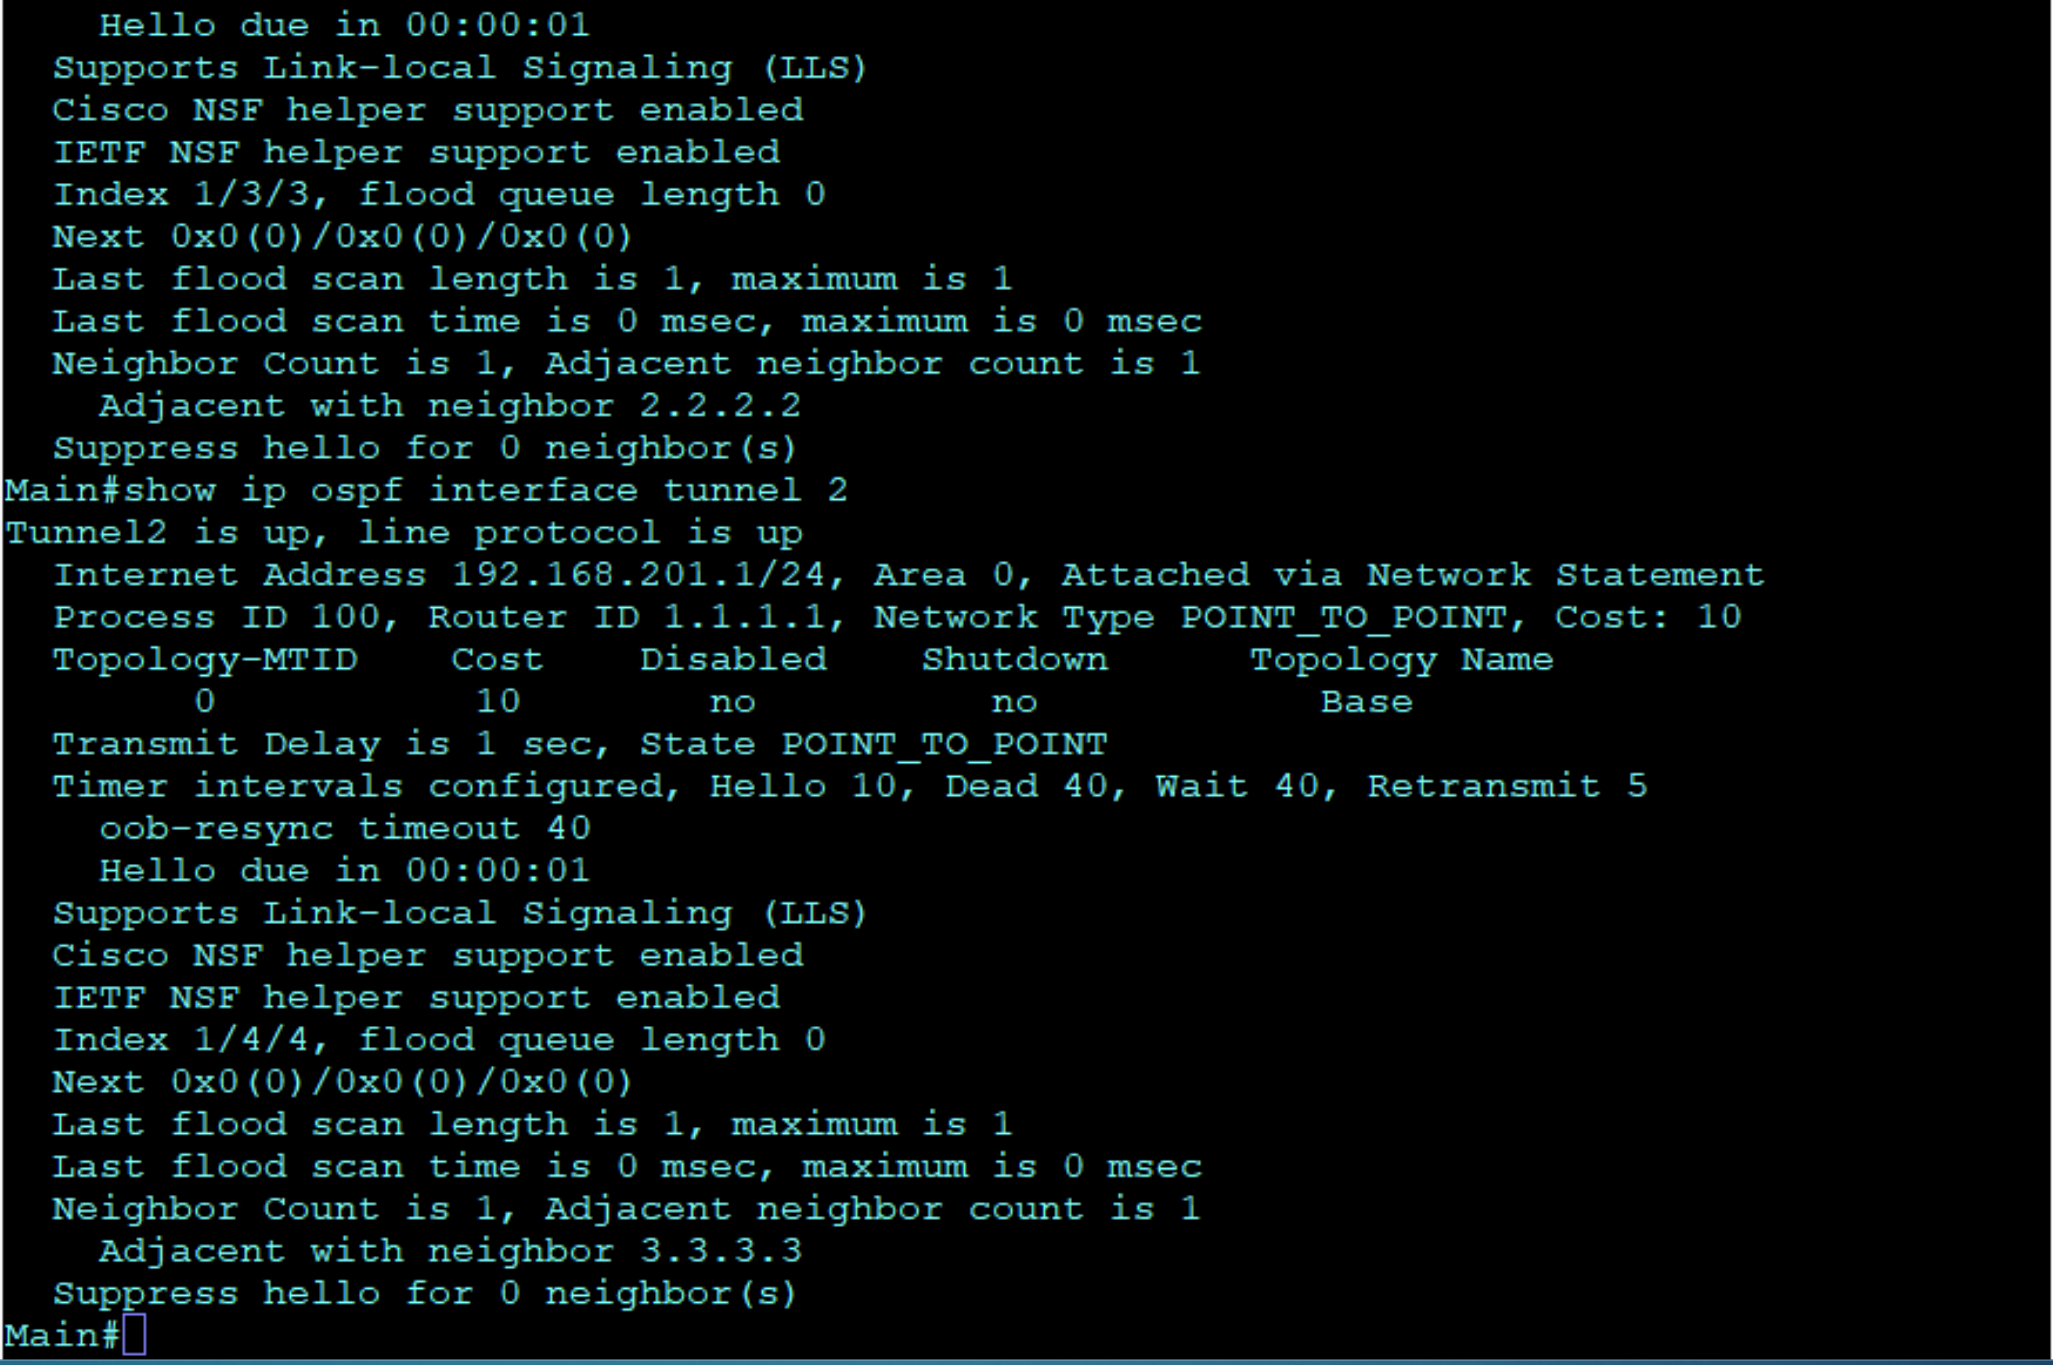 Hello due in 00:00:01
Supports Link-local Signaling (LLS)
Cisco NSF helper support enabled
IETF NSF helper support enabled
Index 1/3/3, flood queue length 0
Next 0x0(0)/0x0(0)/0x0(0)
Last flood scan length is 1, maximum is 1
Last flood scan time is 0 msec, maximum is 0 msec
Neighbor Count is 1, Adjacent neighbor count is 1
Adjacent with neighbor 2.2.2.2
Suppress hello for 0 neighbor(s)
Main#show ip ospf interface tunnel 2
Tunnel2 is up, line protocol is up
Internet Address 192.168.201.1/24, Area 0, Attached via Network Statement
Process ID 100, Router ID 1.1.1.1, Network Type POINT_TO_POINT, Cost: 10
Topology-MTID    Cost    Disabled    Shutdown      Topology Name
0           10        no          no            Base
Transmit Delay is 1 sec, State POINT_TO_POINT
Timer intervals configured, Hello 10, Dead 40, Wait 40, Retransmit 5
oob-resync timeout 40
Hello due in 00:00:01
Supports Link-local Signaling (LLS)
Cisco NSF helper support enabled
IETF NSF helper support enabled
Index 1/4/4, flood queue length 0
Next 0x0(0)/0x0(0)/0x0(0)
Last flood scan length is 1, maximum is 1
Last flood scan time is 0 msec, maximum is 0 msec
Neighbor Count is 1, Adjacent neighbor count is 1
Adjacent with neighbor 3.3.3.3
Suppress hello for 0 neighbor(s)
Main#